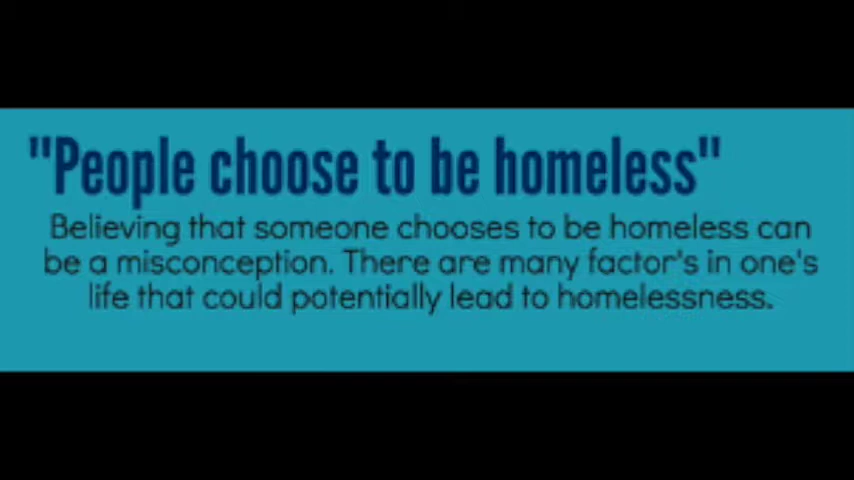 "People choose to be homeless"
Believing that someone chooses to be homeless can
be a misconception. There are many factor's in one's
life that could potentially lead to homelessness.